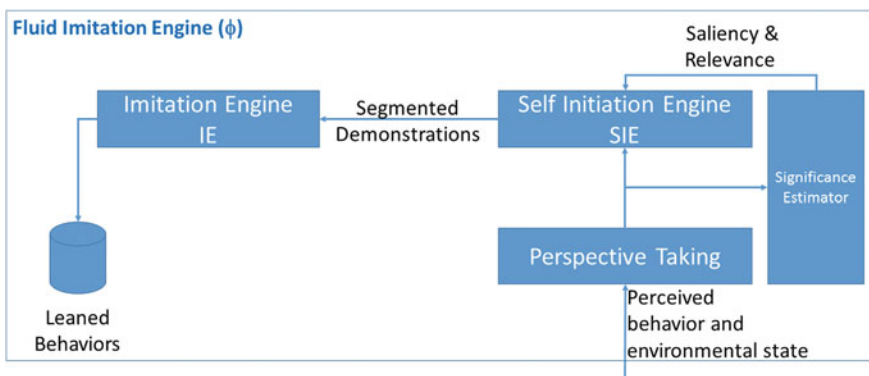 Fluid Imitation Engine (ϕ)
Saliency &
Relevance
Imitation Engine
IE
Segmented
Demonstrations
Self Initiation Engine
SIE
Significance
Estimator
Perspective Taking
Leaned
Behaviors
Perceived
behavior and
environmental state